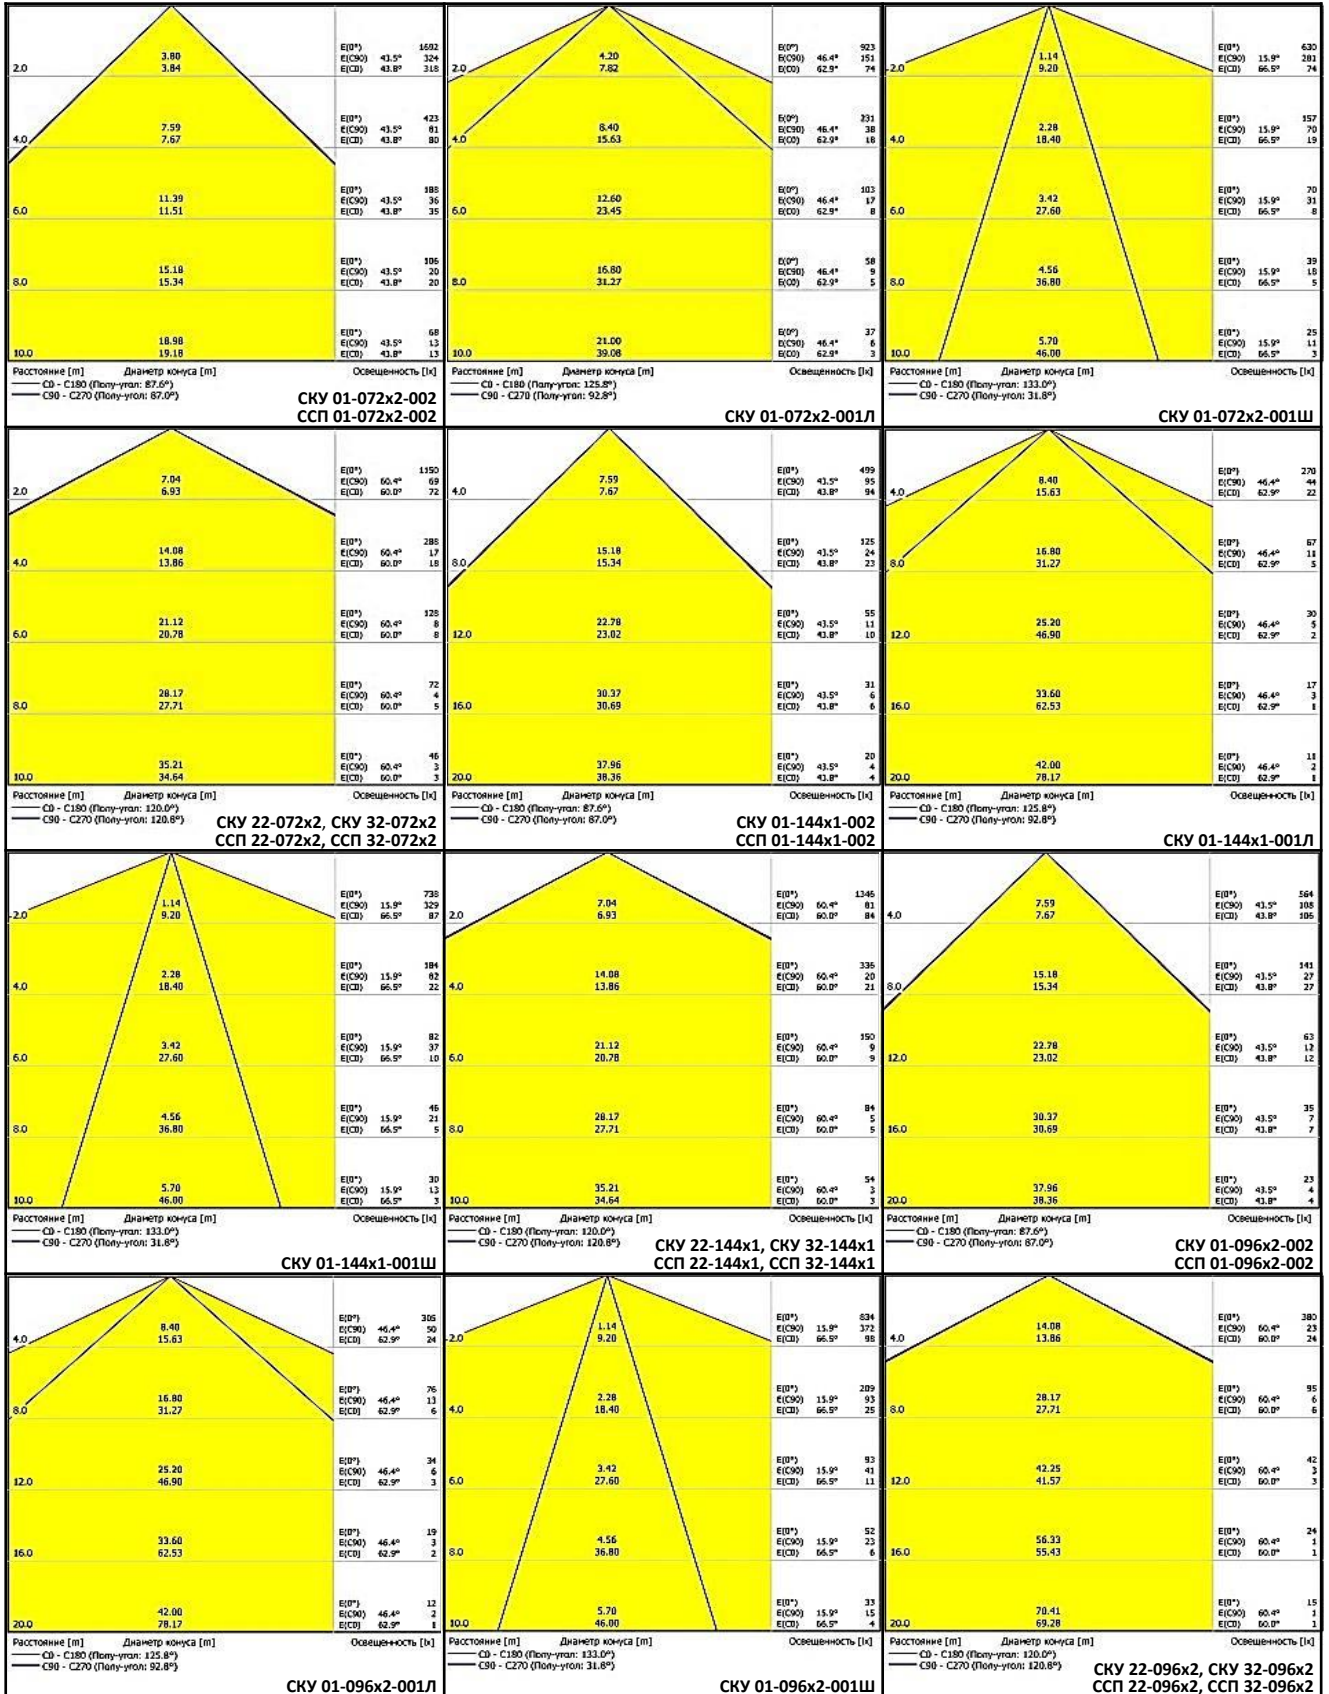 3.80
3.84
E(0°) 1692
E(C90) 43.5° 324
E(C0) 43.8° 318
2.0
7.59
7.67
E(0°) 423
E(C90) 43.5° 81
E(C0) 43.8° 80
4.0
11.39
11.51
E(0°) 188
E(C90) 43.5° 36
E(C0) 43.8° 35
6.0
15.18
15.34
E(0°) 106
E(C90) 43.5° 20
E(C0) 43.8° 20
8.0
18.98
19.18
E(0°) 68
E(C90) 43.5° 13
E(C0) 43.8° 13
10.0
Расстояние [m] Диаметр конуса [m] Освещенность [lx]
C0 - C180 (Полу-угол: 87.6°)
C90 - C270 (Полу-угол: 87.0°)
СКУ 01-072x2-002
ССП 01-072x2-002
4.20
7.82
E(0°) 923
E(C90) 46.4° 151
E(C0) 62.9° 74
2.0
8.40
15.63
E(0°) 231
E(C90) 46.4° 38
E(C0) 62.9° 18
4.0
12.60
23.45
E(0°) 103
E(C90) 46.4° 17
E(C0) 62.9° 8
6.0
16.80
31.27
E(0°) 58
E(C90) 46.4° 9
E(C0) 62.9° 5
8.0
21.00
39.08
E(0°) 37
E(C90) 46.4° 6
E(C0) 62.9° 3
10.0
Расстояние [m] Диаметр конуса [m] Освещенность [lx]
C0 - C180 (Полу-угол: 125.8°)
C90 - C270 (Полу-угол: 92.8°)
СКУ 01-072x2-001Л
1.14
9.20
E(0°) 630
E(C90) 15.9° 281
E(C0) 66.5° 74
2.0
2.28
18.40
E(0°) 157
E(C90) 15.9° 70
E(C0) 66.5° 19
4.0
3.42
27.60
E(0°) 70
E(C90) 15.9° 31
E(C0) 66.5° 8
6.0
4.56
36.80
E(0°) 39
E(C90) 15.9° 18
E(C0) 66.5° 5
8.0
5.70
46.00
E(0°) 25
E(C90) 15.9° 11
E(C0) 66.5° 3
10.0
Расстояние [m] Диаметр конуса [m] Освещенность [lx]
C0 - C180 (Полу-угол: 133.0°)
C90 - C270 (Полу-угол: 31.8°)
СКУ 01-072x2-001Ш
7.04
6.93
E(0°) 1150
E(C90) 60.4° 69
E(C0) 60.0° 72
2.0
14.08
13.86
E(0°) 288
E(C90) 60.4° 17
E(C0) 60.0° 18
4.0
21.12
20.78
E(0°) 128
E(C90) 60.4° 8
E(C0) 60.0° 8
6.0
28.17
27.71
E(0°) 72
E(C90) 60.4° 4
E(C0) 60.0° 5
8.0
35.21
34.64
E(0°) 46
E(C90) 60.4° 3
E(C0) 60.0° 3
10.0
Расстояние [m] Диаметр конуса [m] Освещенность [lx]
C0 - C180 (Полу-угол: 120.0°)
C90 - C270 (Полу-угол: 120.8°)
СКУ 22-072x2, СКУ 32-072x2
ССП 22-072x2, ССП 32-072x2
7.59
7.67
E(0°) 499
E(C90) 43.5° 95
E(C0) 43.8° 94
4.0
15.18
15.34
E(0°) 125
E(C90) 43.5° 24
E(C0) 43.8° 23
8.0
22.78
23.02
E(0°) 55
E(C90) 43.5° 11
E(C0) 43.8° 10
12.0
30.37
30.69
E(0°) 31
E(C90) 43.5° 6
E(C0) 43.8° 6
16.0
37.96
38.36
E(0°) 20
E(C90) 43.5° 4
E(C0) 43.8° 4
20.0
Расстояние [m] Диаметр конуса [m] Освещенность [lx]
C0 - C180 (Полу-угол: 87.6°)
C90 - C270 (Полу-угол: 87.0°)
СКУ 01-144x1-002
ССП 01-144x1-002
8.40
15.63
E(0°) 270
E(C90) 46.4° 44
E(C0) 62.9° 22
4.0
16.80
31.27
E(0°) 67
E(C90) 46.4° 11
E(C0) 62.9° 5
8.0
25.20
46.90
E(0°) 30
E(C90) 46.4° 5
E(C0) 62.9° 2
12.0
33.60
62.53
E(0°) 17
E(C90) 46.4° 3
E(C0) 62.9° 1
16.0
42.00
78.17
E(0°) 11
E(C90) 46.4° 2
E(C0) 62.9° 1
20.0
Расстояние [m] Диаметр конуса [m] Освещенность [lx]
C0 - C180 (Полу-угол: 125.8°)
C90 - C270 (Полу-угол: 92.8°)
СКУ 01-144x1-001Л
1.14
9.20
E(0°) 738
E(C90) 15.9° 329
E(C0) 66.5° 87
2.0
2.28
18.40
E(0°) 184
E(C90) 15.9° 82
E(C0) 66.5° 22
4.0
3.42
27.60
E(0°) 82
E(C90) 15.9° 37
E(C0) 66.5° 10
6.0
4.56
36.80
E(0°) 46
E(C90) 15.9° 21
E(C0) 66.5° 5
8.0
5.70
46.00
E(0°) 30
E(C90) 15.9° 13
E(C0) 66.5° 3
10.0
Расстояние [m] Диаметр конуса [m] Освещенность [lx]
C0 - C180 (Полу-угол: 133.0°)
C90 - C270 (Полу-угол: 31.8°)
СКУ 01-144x1-001Ш
7.04
6.93
E(0°) 1346
E(C90) 60.4° 81
E(C0) 60.0° 84
2.0
14.08
13.86
E(0°) 336
E(C90) 60.4° 20
E(C0) 60.0° 21
4.0
21.12
20.78
E(0°) 150
E(C90) 60.4° 9
E(C0) 60.0° 9
6.0
28.17
27.71
E(0°) 84
E(C90) 60.4° 5
E(C0) 60.0° 5
8.0
35.21
34.64
E(0°) 54
E(C90) 60.4° 3
E(C0) 60.0° 3
10.0
Расстояние [m] Диаметр конуса [m] Освещенность [lx]
C0 - C180 (Полу-угол: 120.0°)
C90 - C270 (Полу-угол: 120.8°)
СКУ 22-144x1, СКУ 32-144x1
ССП 22-144x1, ССП 32-144x1
7.59
7.67
E(0°) 564
E(C90) 43.5° 108
E(C0) 43.8° 106
4.0
15.18
15.34
E(0°) 141
E(C90) 43.5° 27
E(C0) 43.8° 27
8.0
22.78
23.02
E(0°) 63
E(C90) 43.5° 12
E(C0) 43.8° 12
12.0
30.37
30.69
E(0°) 35
E(C90) 43.5° 7
E(C0) 43.8° 7
16.0
37.96
38.36
E(0°) 23
E(C90) 43.5° 4
E(C0) 43.8° 4
20.0
Расстояние [m] Диаметр конуса [m] Освещенность [lx]
C0 - C180 (Полу-угол: 87.6°)
C90 - C270 (Полу-угол: 87.0°)
СКУ 01-096x2-002
ССП 01-096x2-002
8.40
15.63
E(0°) 305
E(C90) 46.4° 50
E(C0) 62.9° 24
4.0
16.80
31.27
E(0°) 76
E(C90) 46.4° 13
E(C0) 62.9° 6
8.0
25.20
46.90
E(0°) 34
E(C90) 46.4° 6
E(C0) 62.9° 3
12.0
33.60
62.53
E(0°) 19
E(C90) 46.4° 3
E(C0) 62.9° 2
16.0
42.00
78.17
E(0°) 12
E(C90) 46.4° 2
E(C0) 62.9° 1
20.0
Расстояние [m] Диаметр конуса [m] Освещенность [lx]
C0 - C180 (Полу-угол: 125.8°)
C90 - C270 (Полу-угол: 92.8°)
СКУ 01-096x2-001Л
1.14
9.20
E(0°) 834
E(C90) 15.9° 372
E(C0) 66.5° 98
2.0
2.28
18.40
E(0°) 209
E(C90) 15.9° 93
E(C0) 66.5° 25
4.0
3.42
27.60
E(0°) 93
E(C90) 15.9° 41
E(C0) 66.5° 11
6.0
4.56
36.80
E(0°) 52
E(C90) 15.9° 23
E(C0) 66.5° 6
8.0
5.70
46.00
E(0°) 33
E(C90) 15.9° 15
E(C0) 66.5° 4
10.0
Расстояние [m] Диаметр конуса [m] Освещенность [lx]
C0 - C180 (Полу-угол: 133.0°)
C90 - C270 (Полу-угол: 31.8°)
СКУ 01-096x2-001Ш
14.08
13.86
E(0°) 380
E(C90) 60.4° 23
E(C0) 60.0° 24
4.0
28.17
27.71
E(0°) 95
E(C90) 60.4° 6
E(C0) 60.0° 6
8.0
42.25
41.57
E(0°) 42
E(C90) 60.4° 3
E(C0) 60.0° 3
12.0
56.33
55.43
E(0°) 24
E(C90) 60.4° 1
E(C0) 60.0° 1
16.0
70.41
69.28
E(0°) 15
E(C90) 60.4° 1
E(C0) 60.0° 1
20.0
Расстояние [m] Диаметр конуса [m] Освещенность [lx]
C0 - C180 (Полу-угол: 120.0°)
C90 - C270 (Полу-угол: 120.8°)
СКУ 22-096x2, СКУ 32-096x2
ССП 22-096x2, ССП 32-096x2